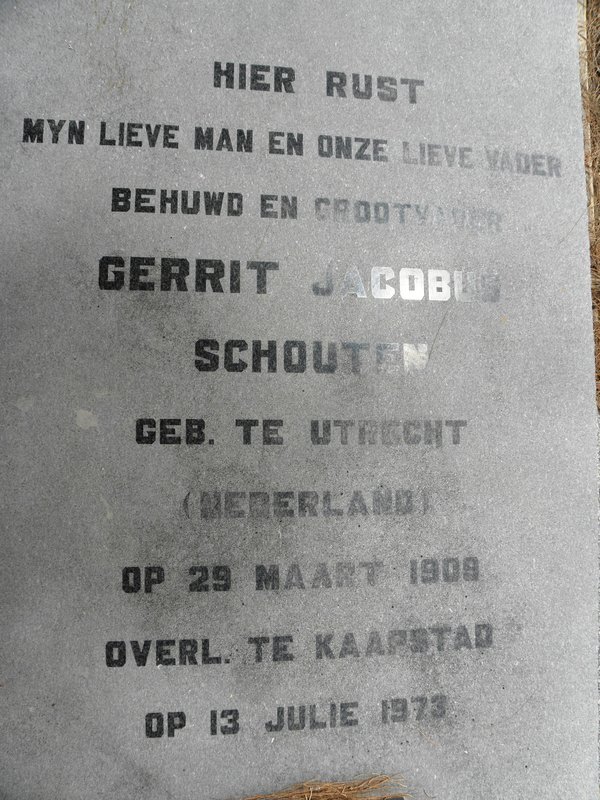 HIER RUST
MYN LIEVE MAN EN ONZE LIEVE VADER
BEHUWD EN GROOTVADER
GERRIT JACOBUS
SCHOUTEN
GEB. TE UTRECHT
(NEDERLAND)
OP 29 MAART 1909
OVERL. TE KAAPSTAD
OP 13 JULIE 1973